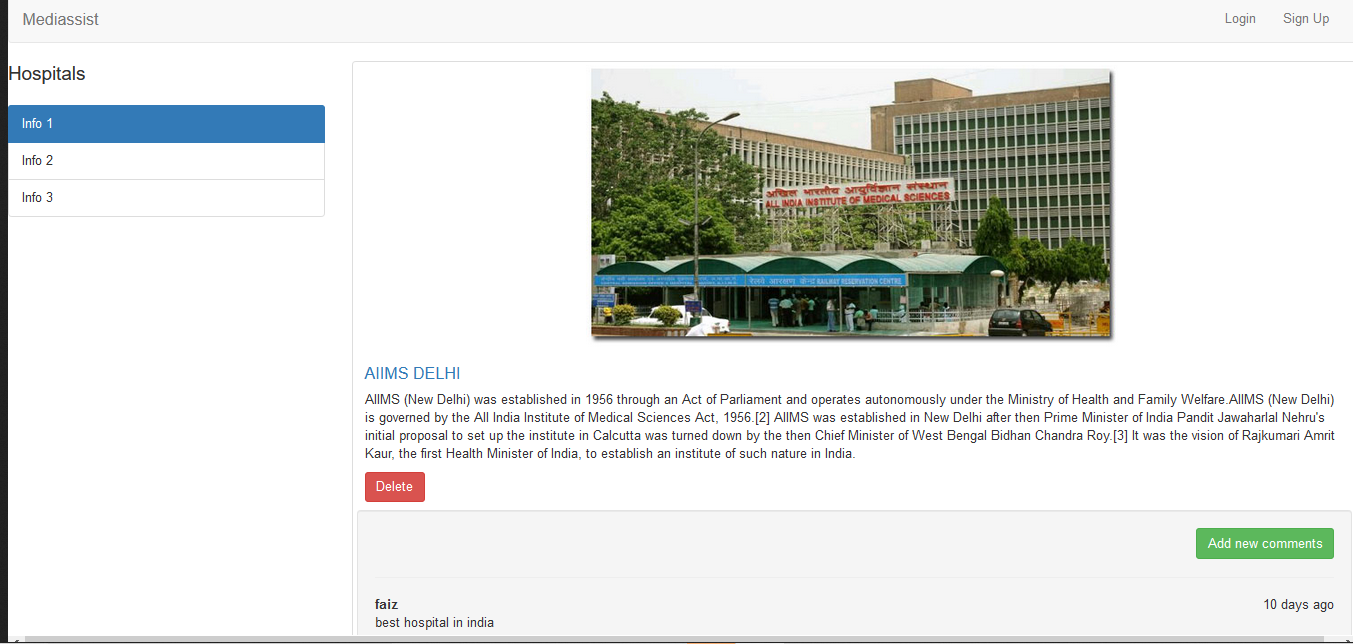 Mediassist
Login
Sign Up
Hospitals
Info 1
Info 2
Info 3
अखिल भारतीय आयुर्विज्ञान संस्थान
ALL INDIA INSTITUTE OF MEDICAL SCIENCES
रेलवे आरक्षण केन्द्र RAILWAY RESERVATION CENTRE
AIIMS DELHI
AIIMS (New Delhi) was established in 1956 through an Act of Parliament and operates autonomously under the Ministry of Health and Family Welfare.AIIMS (New Delhi)
is governed by the All India Institute of Medical Sciences Act, 1956.[2] AIIMS was established in New Delhi after then Prime Minister of India Pandit Jawaharlal Nehru's
initial proposal to set up the institute in Calcutta was turned down by the then Chief Minister of West Bengal Bidhan Chandra Roy.[3] It was the vision of Rajkumari Amrit
Kaur, the first Health Minister of India, to establish an institute of such nature in India.
Delete
Add new comments
faiz
10 days ago
best hospital in india